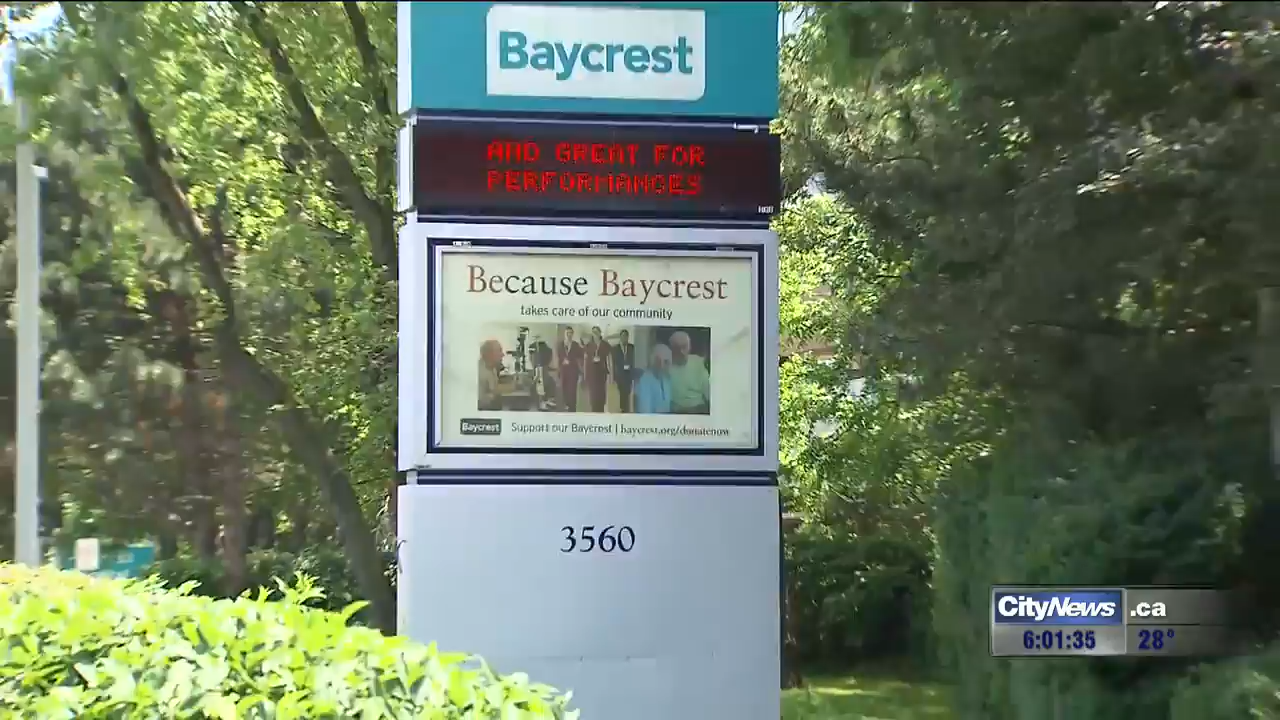 Baycrest
AND GREAT FOR
PERFORMANCES
Because Baycrest
takes care of our community
Baycrest
Support our Baycrest | baycrest.org/donatenow
3560
CityNews .ca
6:01:35 28°